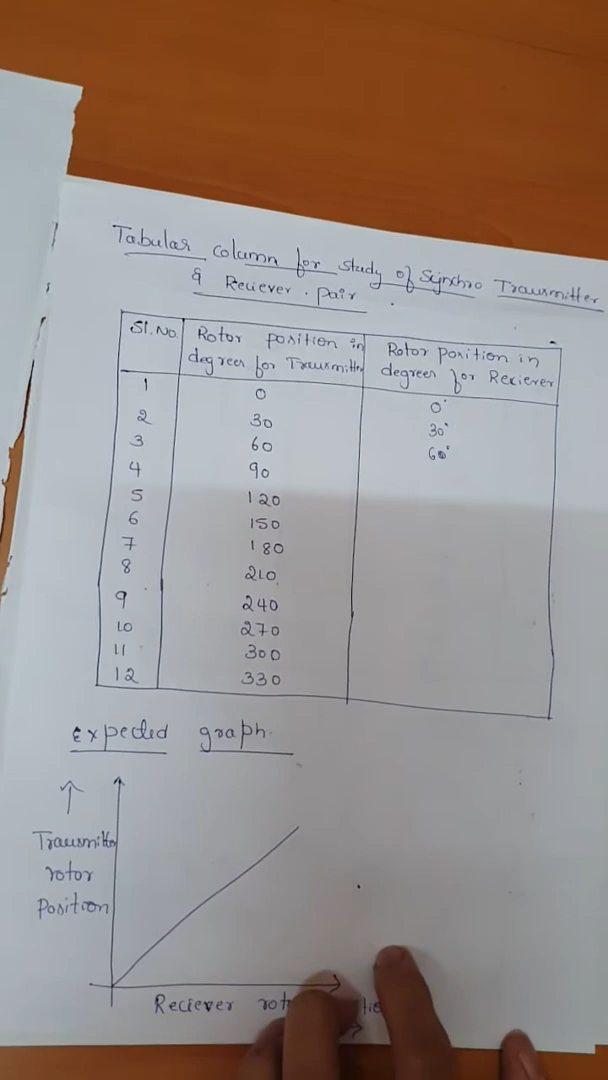 Tabular column for study of Synchro Transmitter
& Reciever pair.
Sl.No Rotor position in degrees for Transmitter Rotor position in degrees for Reciever
1 0 0°
2 30 30°
3 60 60°
4 90
5 120
6 150
7 180
8 210
9 240
10 270
11 300
12 330
Expected graph.
Transmitter
rotor
Position
Reciever